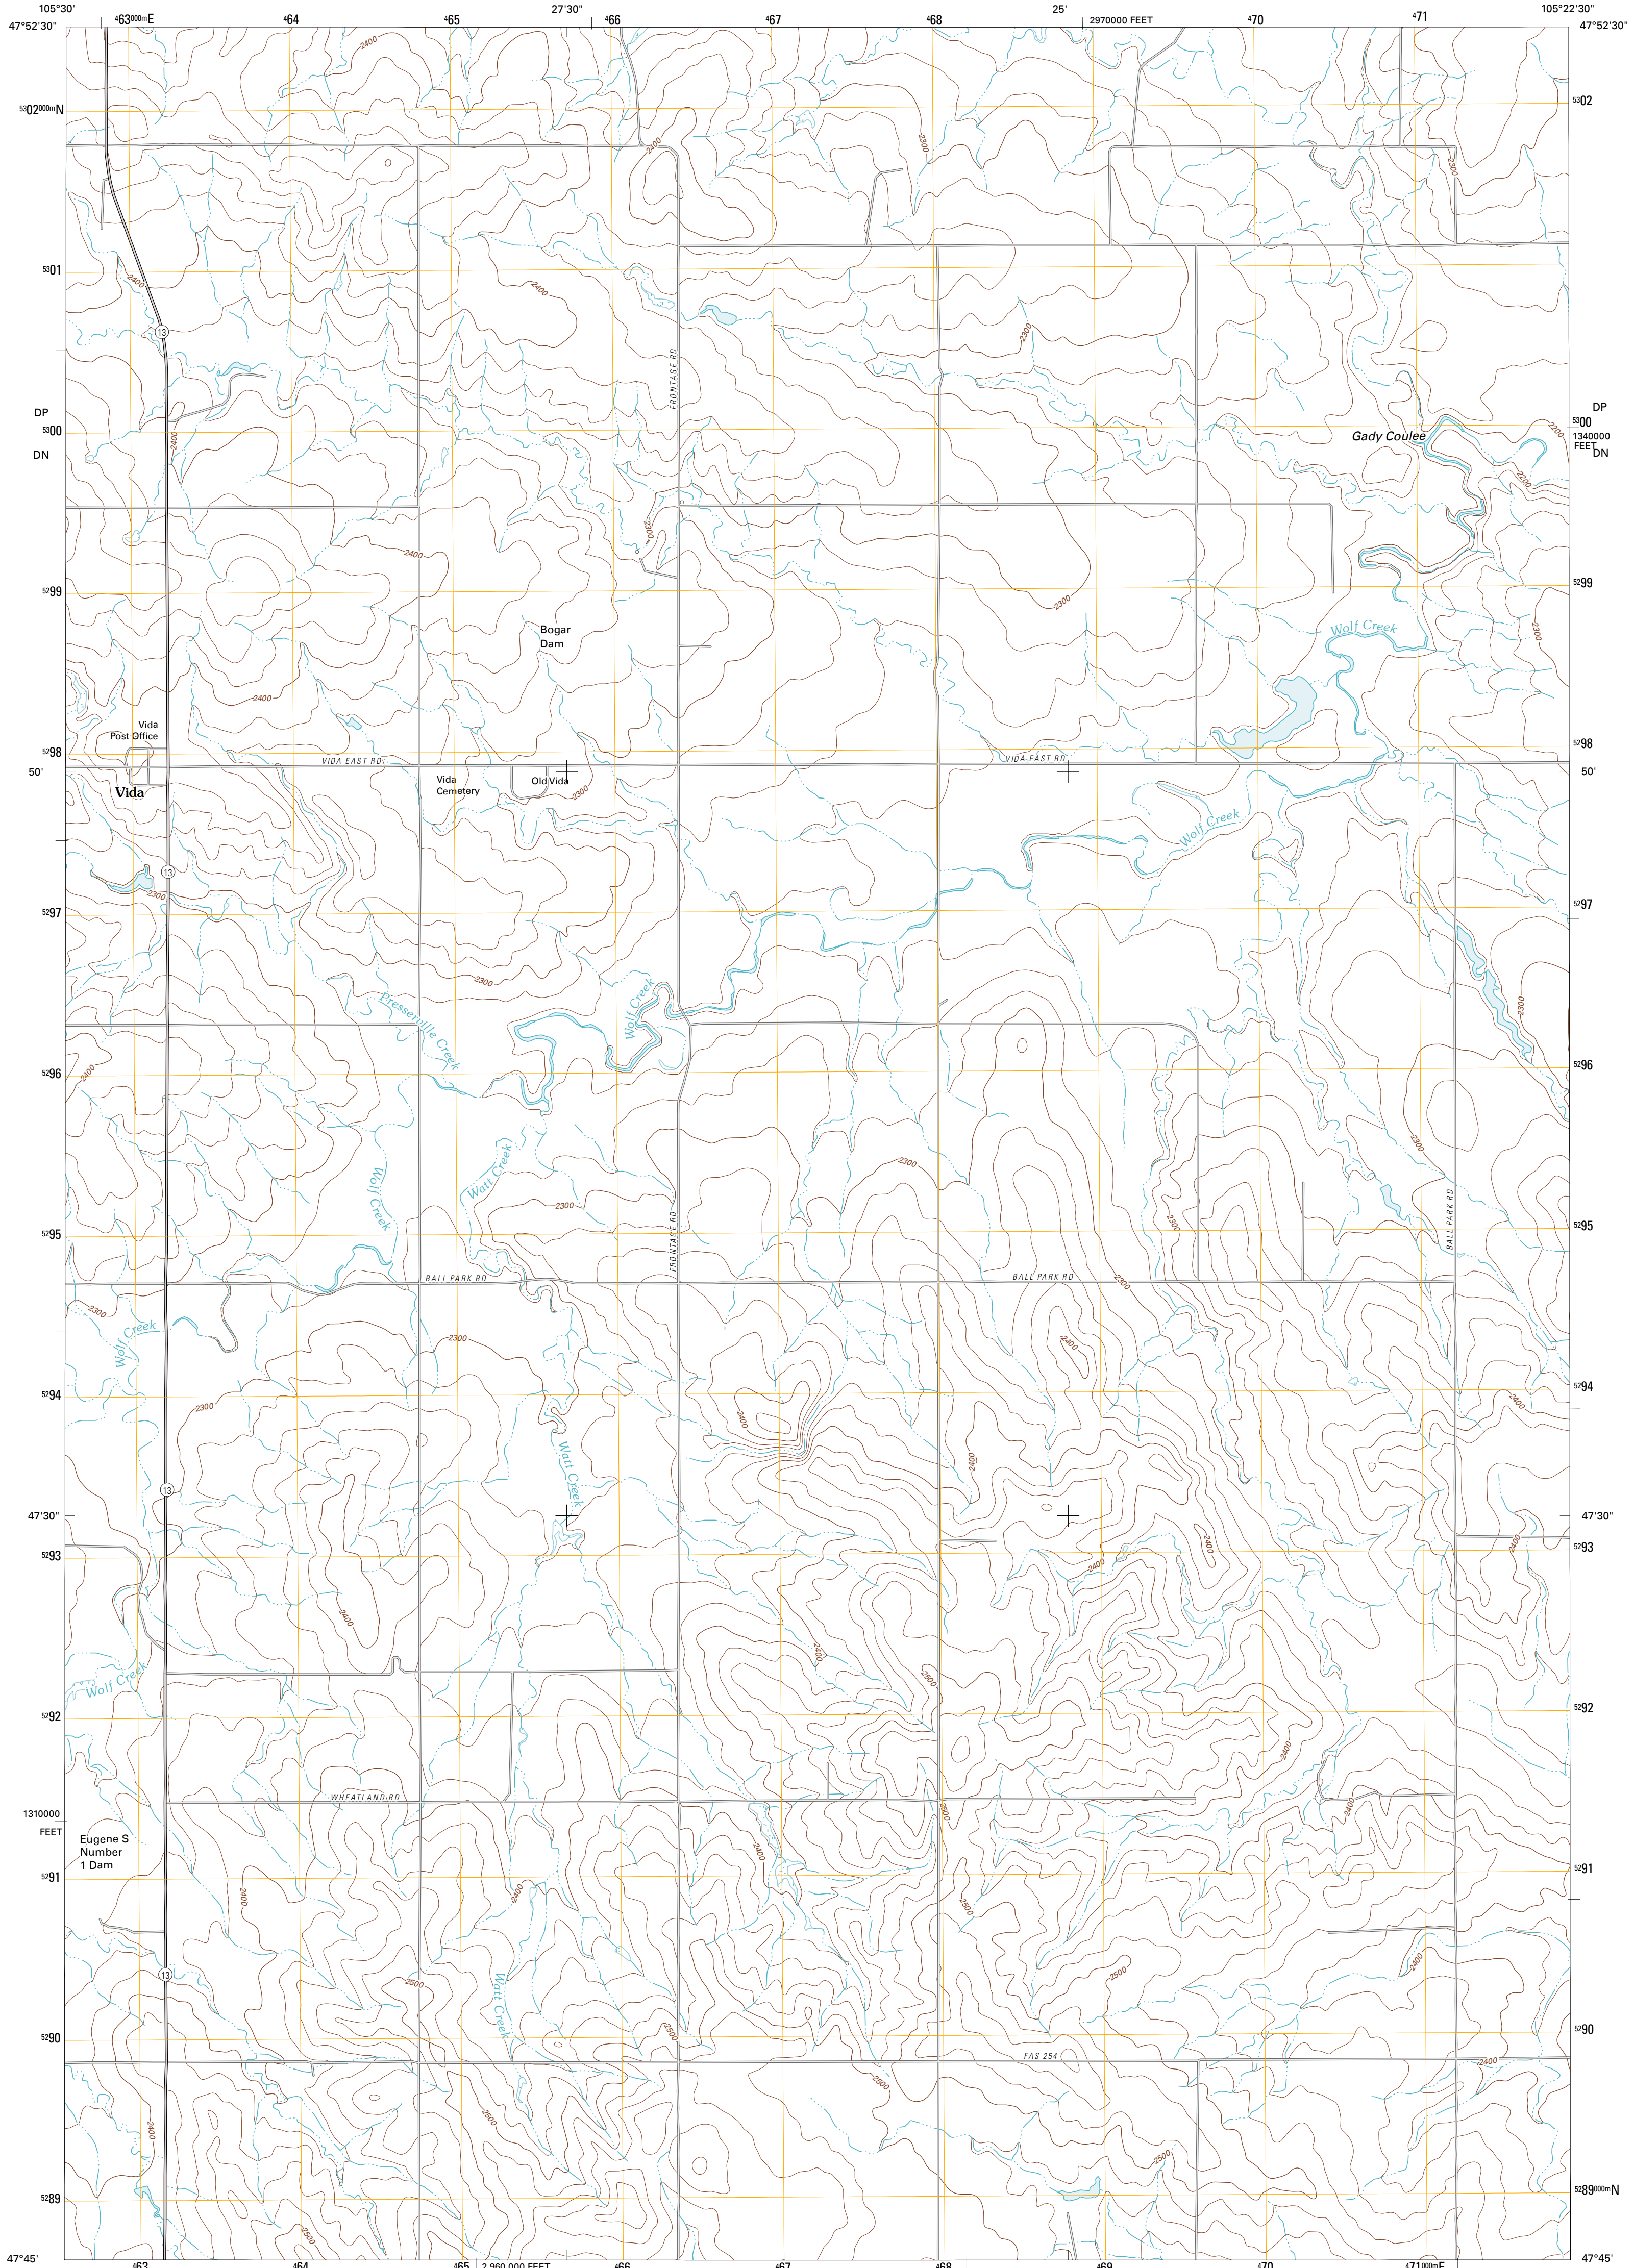 105°30'
⁴63000mE
⁴64
⁴65
27'30"
⁴66
⁴67
⁴68
25'
2970000 FEET
⁴70
⁴71
105°22'30"
47°52'30"
47°52'30"
2400
⁵³02000mN
⁵³02
2300
2400
2300
⁵³01
2400
2400
13
2300
FRONTAGE RD
DP
DP
⁵³00
⁵³00
2200
2400
Gady Coulee
1340000
FEET
DN
DN
2200
2300
2400
⁵²99
⁵²99
2300
Bogar
Dam
Wolf Creek
2300
2400
Vida
Post Office
⁵²98
⁵²98
VIDA EAST RD
VIDA EAST RD
50'
50'
Vida
Cemetery
Old Vida
Vida
2300
Wolf Creek
13
2300
⁵²97
⁵²97
2300
Presserville Creek
Wolf Creek
2300
⁵²96
⁵²96
2400
2300
2300
Watt Creek
Wolf Creek
2300
FRONTAGE RD
2300
BALL PARK RD
⁵²95
⁵²95
BALL PARK RD
BALL PARK RD
2300
2300
Wolf Creek
2300
2400
⁵²94
⁵²94
2300
2400
2400
2400
Watt Creek
13
47'30"
47'30"
⁵²93
⁵²93
2400
2400
2400
2400
2400
Wolf Creek
2500
⁵²92
⁵²92
2400
WHEATLAND RD
1310000
FEET
2500
2400
Eugene S
Number
1 Dam
2400
⁵²91
⁵²91
2400
2400
2500
13
2500
2500
2400
Watt Creek
2500
⁵²90
⁵²90
FAS 254
2400
2500
2500
2400
2500
⁵²89
⁵²89000mN
2500
47°45'
47°45'
⁴63
⁴64
⁴65
2 960 000 FEET
⁴66
⁴67
⁴68
⁴69
⁴70
⁴71000mE